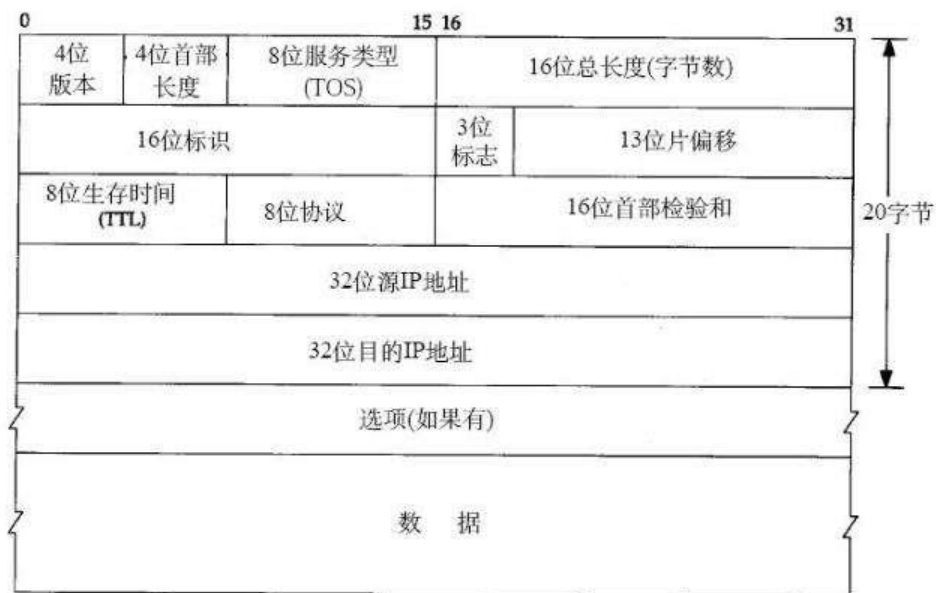 0 15 16 31
4位 4位首部 8位服务类型 16位总长度(字节数)
版本 长度 (TOS)
16位标识 3位 13位片偏移
标志
8位生存时间 8位协议 16位首部检验和 20字节
(TTL)
32位源IP地址
32位目的IP地址
选项(如果有)
数 据